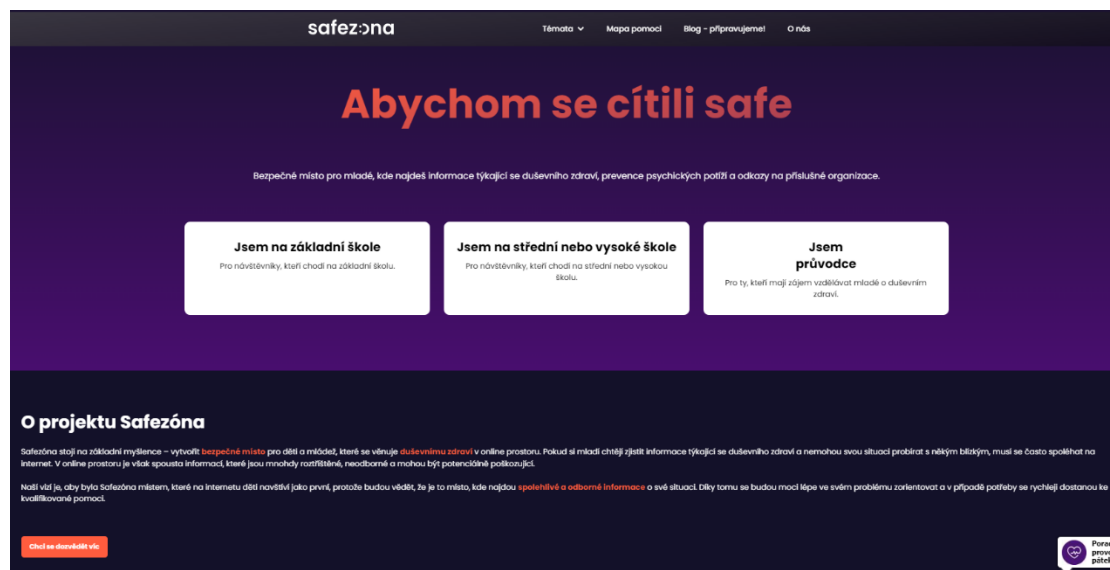 safezóna
Témata
Mapa pomoci
Blog - připravujeme!
O nás
Abychom se cítili safe
Bezpečné místo pro mladé, kde najdeš informace týkající se duševního zdraví, prevence psychických potíží a odkazy na příslušné organizace.
Jsem na základní škole
Pro návštěvníky, kteří chodí na základní školu.
Jsem na střední nebo vysoké škole
Pro návštěvníky, kteří chodí na střední nebo vysokou
školu.
Jsem
průvodce
Pro ty, kteří mají zájem vzdělávat mladé o duševním
zdraví.
O projektu Safezóna
Safezóna stojí na základní myšlence – vytvořit bezpečné místo pro děti a mládež, které se věnuje duševnímu zdraví v online prostoru. Pokud si mladí chtějí zjistit informace týkající se duševního zdraví a nemohou svou situaci probírat s někým blízkým, musí se často spoléhat na
internet. V online prostoru je však spousta informací, které jsou mnohdy roztříštěné, neodborné a mohou být potenciálně poškozující.
Naší vizí je, aby byla Safezóna místem, které na internetu děti navštíví jako první, protože budou vědět, že je to místo, kde najdou spolehlivé a odborné informace o své situaci. Díky tomu se budou moci lépe ve svém problému zorientovat a v případě potřeby se rychleji dostanou ke
kvalifikované pomoci.
Chci se dozvědět víc